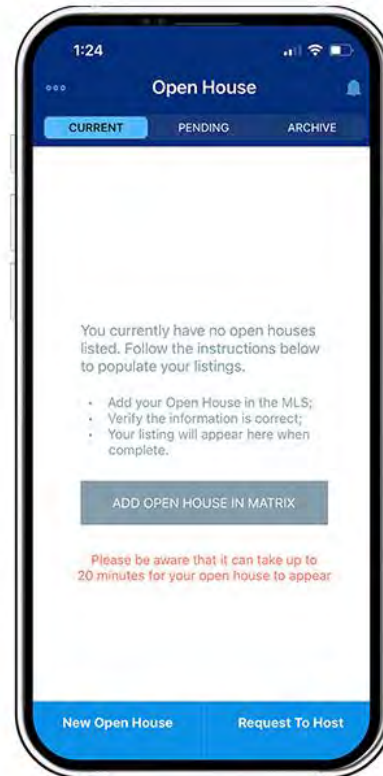 1:24
Open House
CURRENT PENDING ARCHIVE
You currently have no open houses
listed. Follow the instructions below
to populate your listings.
• Add your Open House in the MLS;
• Verify the information is correct;
• Your listing will appear here when
complete.
ADD OPEN HOUSE IN MATRIX
Please be aware that it can take up to
20 minutes for your open house to appear
New Open House Request To Host